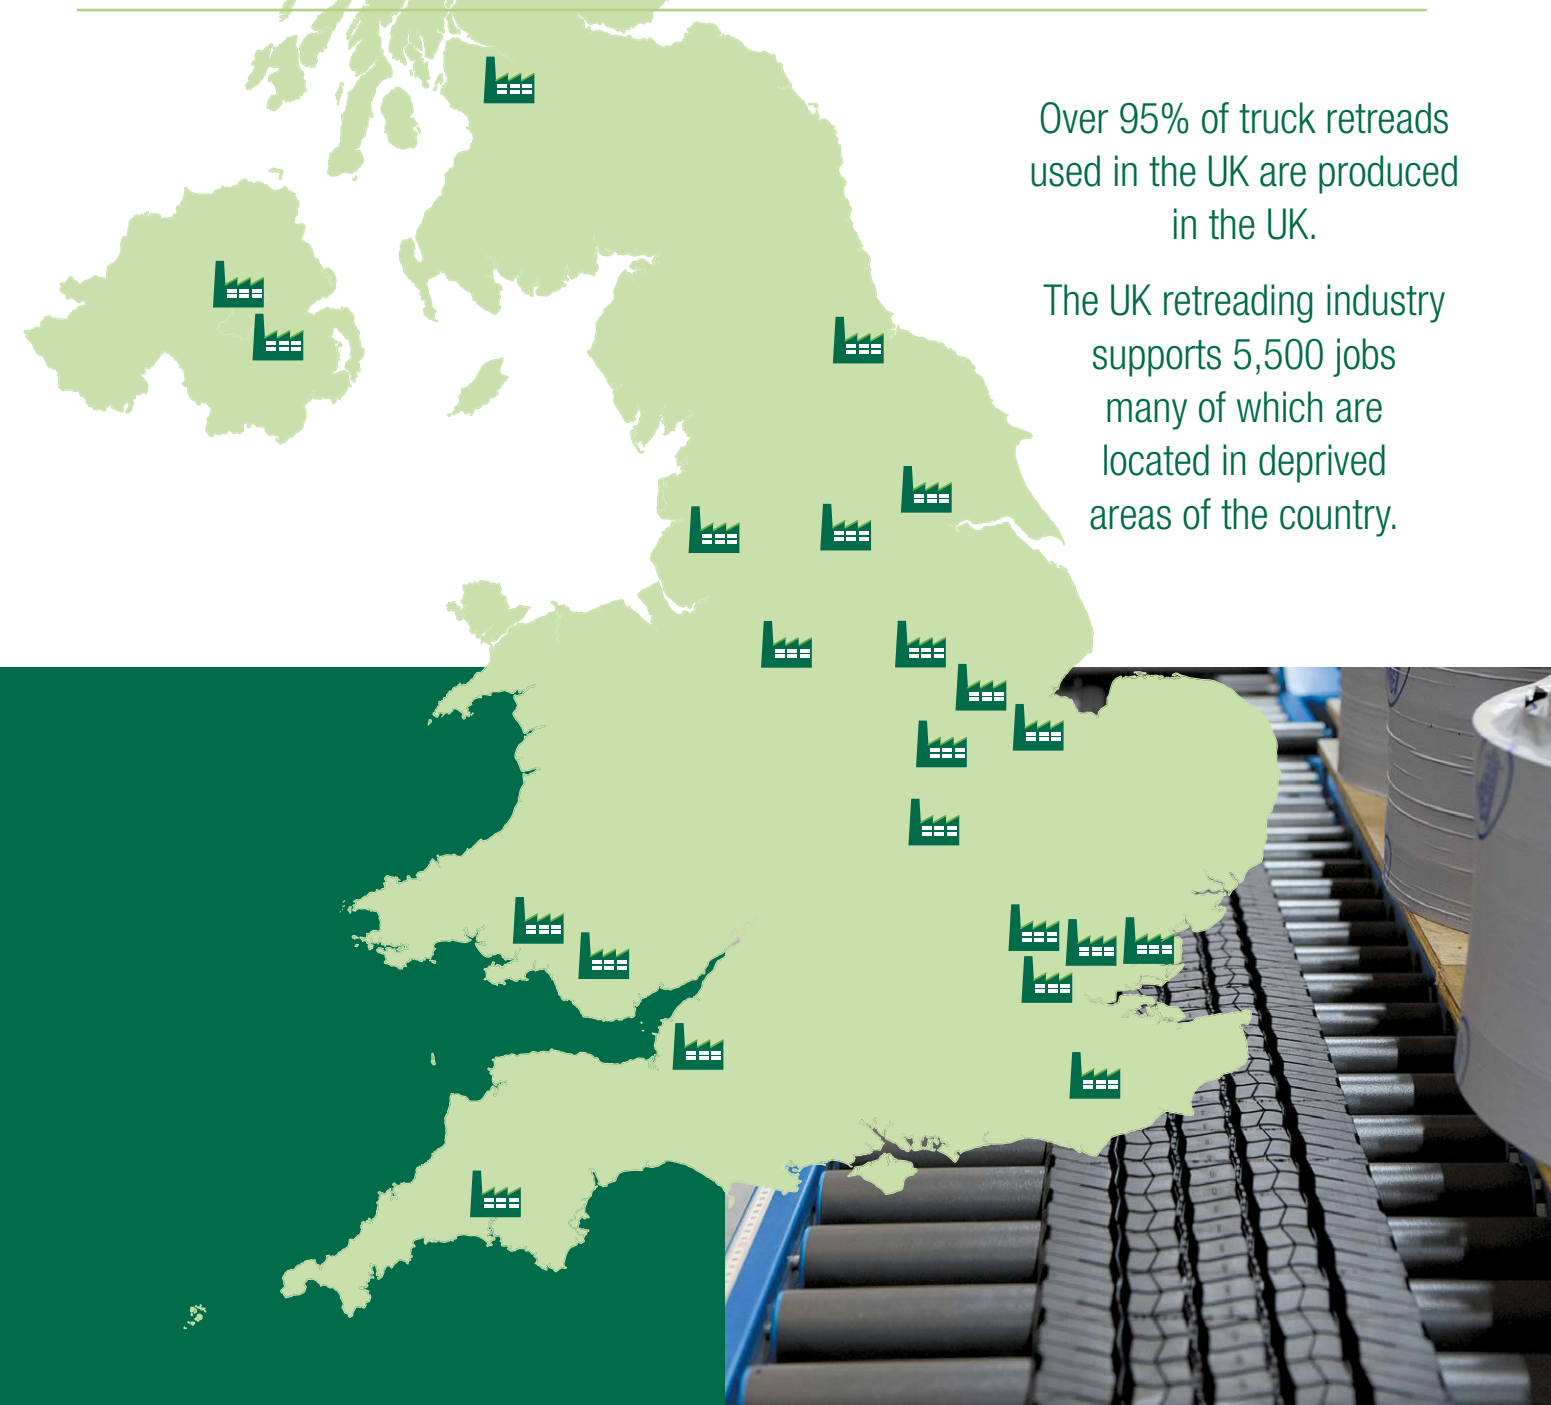 Over 95% of truck retreads
used in the UK are produced
in the UK.
The UK retreading industry
supports 5,500 jobs
many of which are
located in deprived
areas of the country.